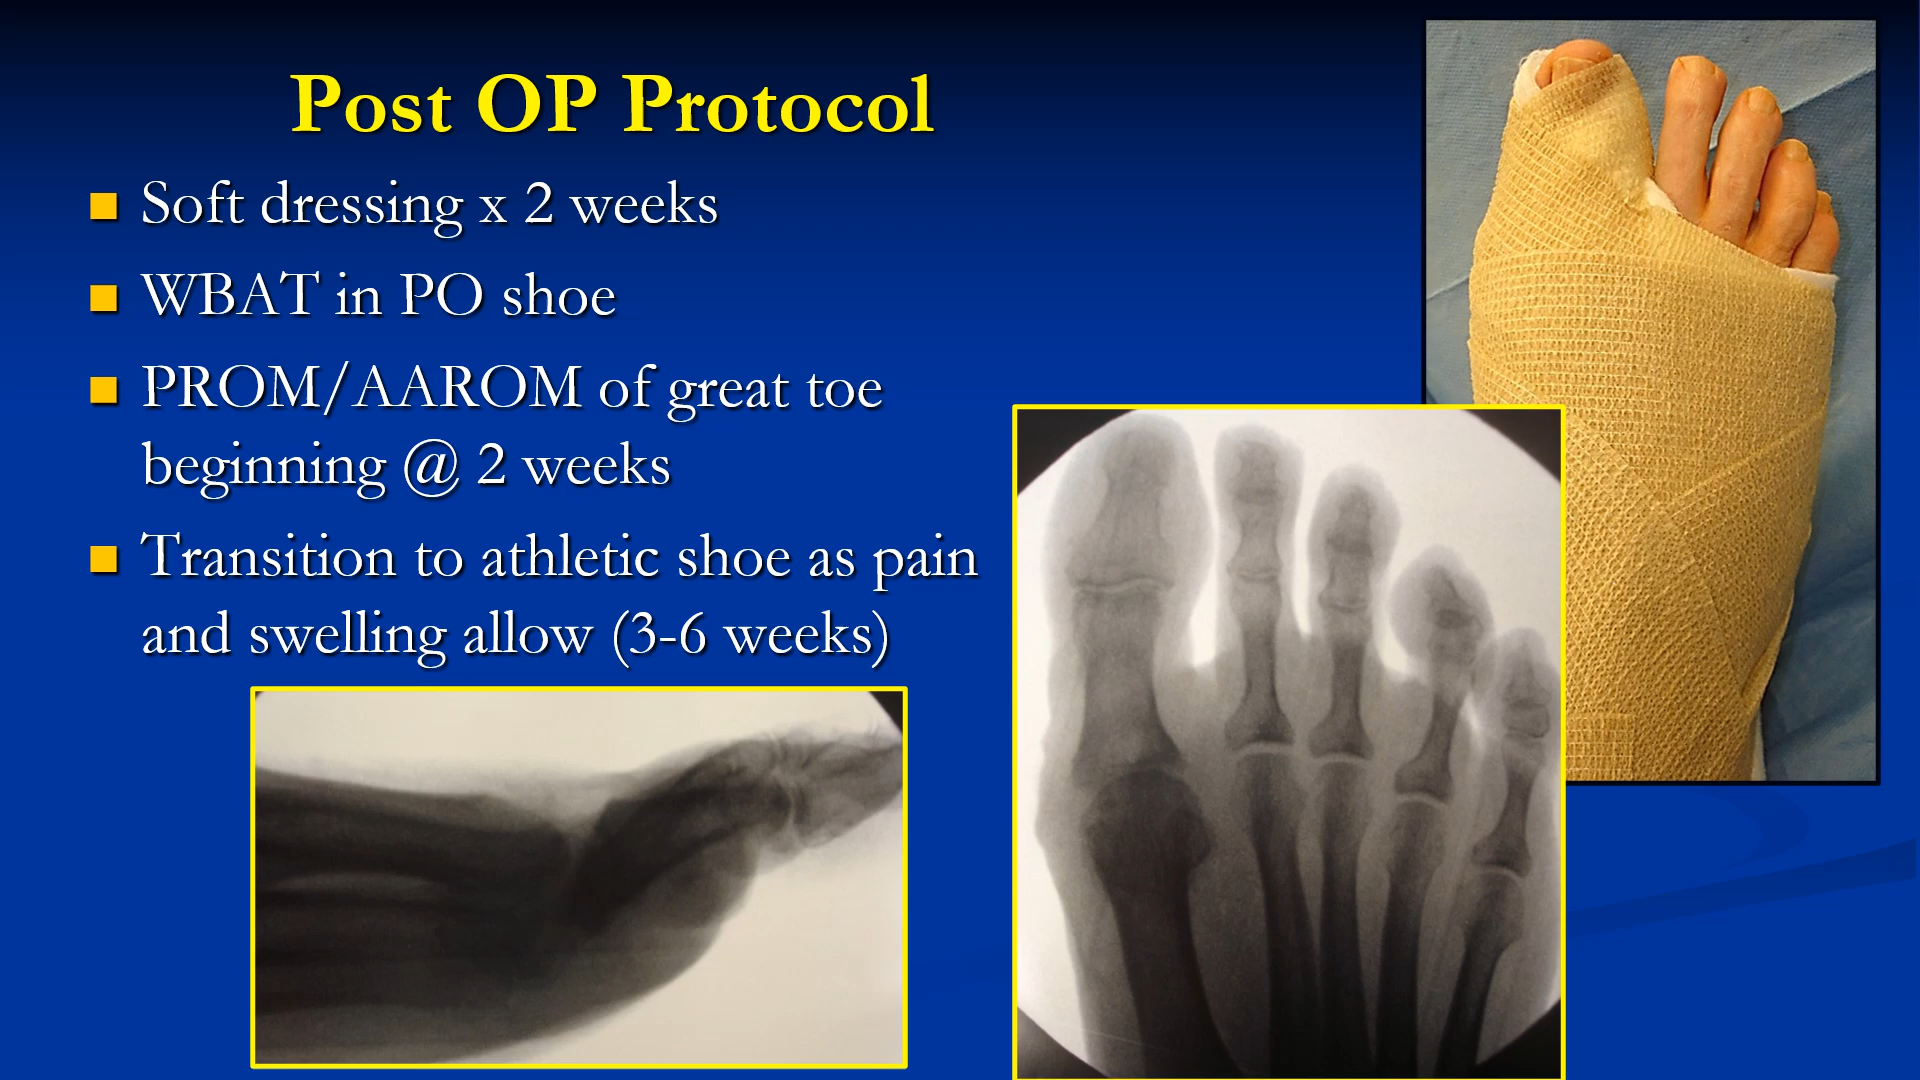 Post OP Protocol
Soft dressing x 2 weeks
WBAT in PO shoe
PROM/AAROM of great toe
beginning @ 2 weeks
Transition to athletic shoe as pain
and swelling allow (3-6 weeks)